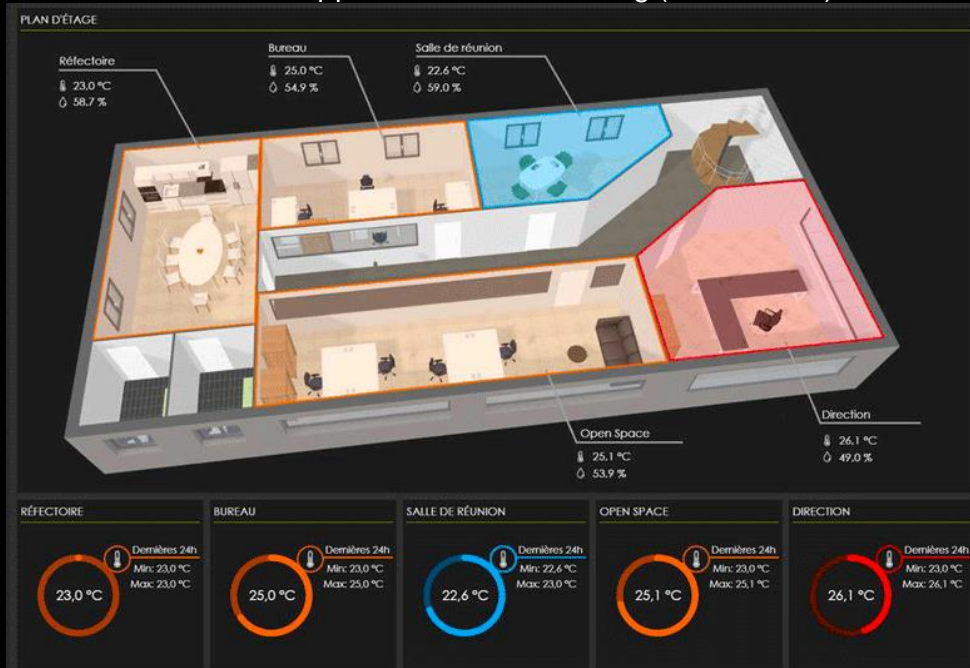 PLAN D'ÉTAGE
Réfectoire
23,0 °C
58,7 %
Bureau
25,0 °C
54,9 %
Salle de réunion
22,6 °C
59,0 %
Open Space
25,1 °C
53,9 %
Direction
26,1 °C
49,0 %
RÉFECTOIRE
Dernières 24h
Min: 23,0 °C
Max: 23,0 °C
23,0 °C
BUREAU
Dernières 24h
Min: 23,0 °C
Max: 25,0 °C
25,0 °C
SALLE DE RÉUNION
Dernières 24h
Min: 22,6 °C
Max: 23,0 °C
22,6 °C
OPEN SPACE
Dernières 24h
Min: 23,0 °C
Max: 25,1 °C
25,1 °C
DIRECTION
Dernières 24h
Min: 23,0 °C
Max: 26,1 °C
26,1 °C